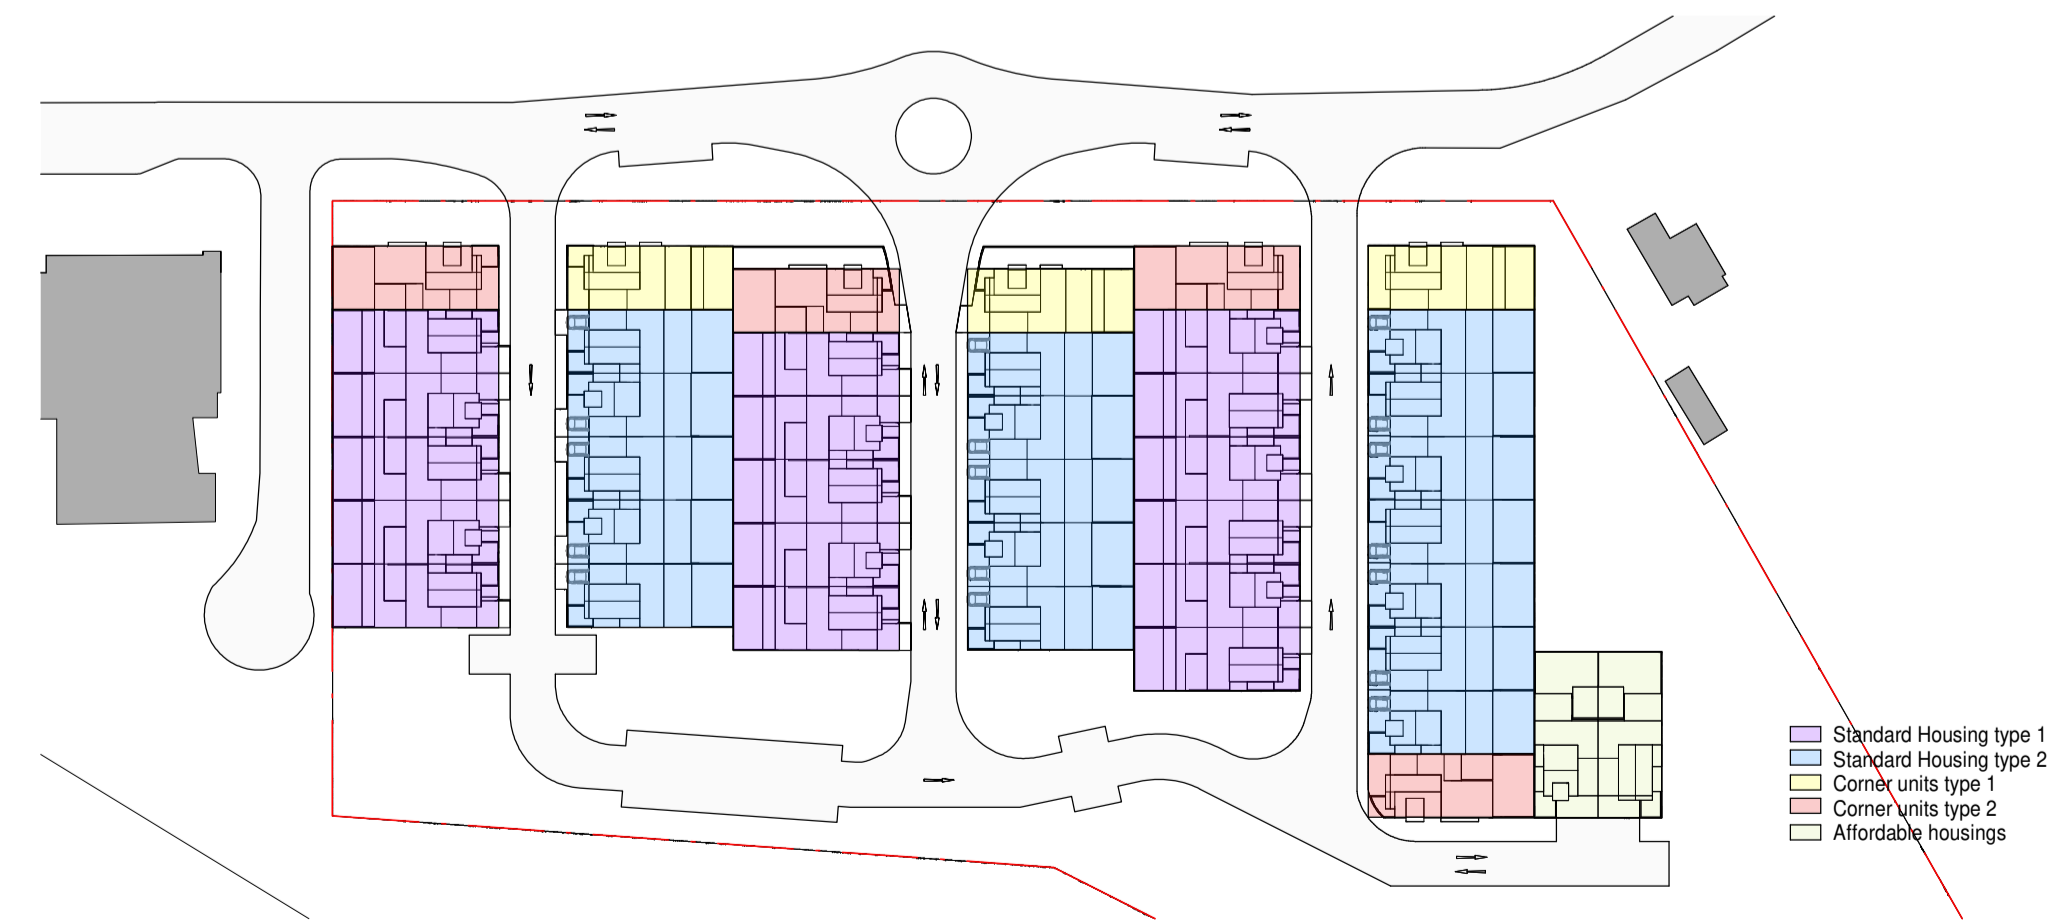 Standard Housing type 1
Standard Housing type 2
Corner units type 1
Corner units type 2
Affordable housings